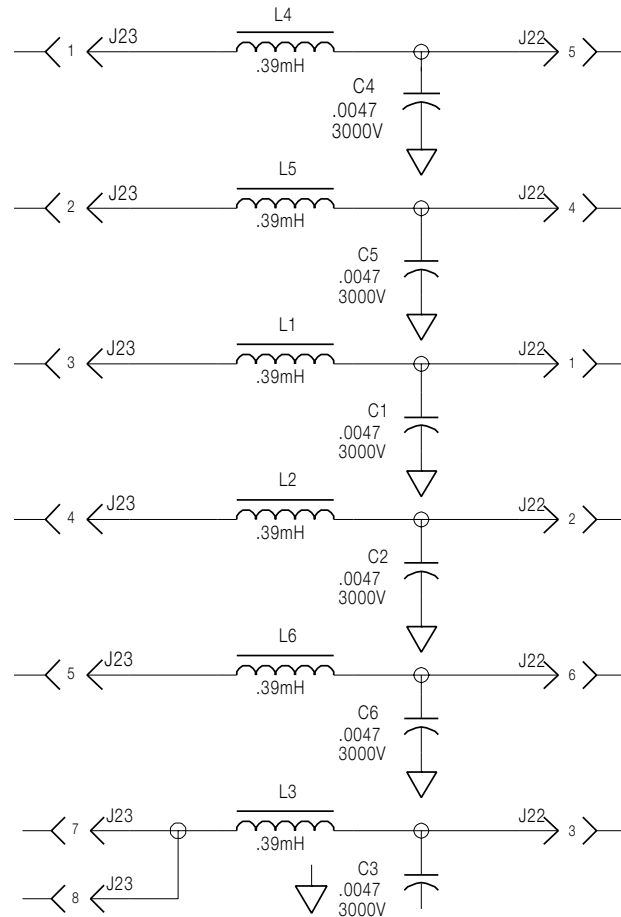 L4
1 J23 J22 5
.39mH
C4
.0047
3000V
L5
2 J23 J22 4
.39mH
C5
.0047
3000V
L1
3 J23 J22 1
.39mH
C1
.0047
3000V
L2
4 J23 J22 2
.39mH
C2
.0047
3000V
L6
5 J23 J22 6
.39mH
C6
.0047
3000V
L3
7 J23 J22 3
.39mH
C3
8 J23 .0047
3000V